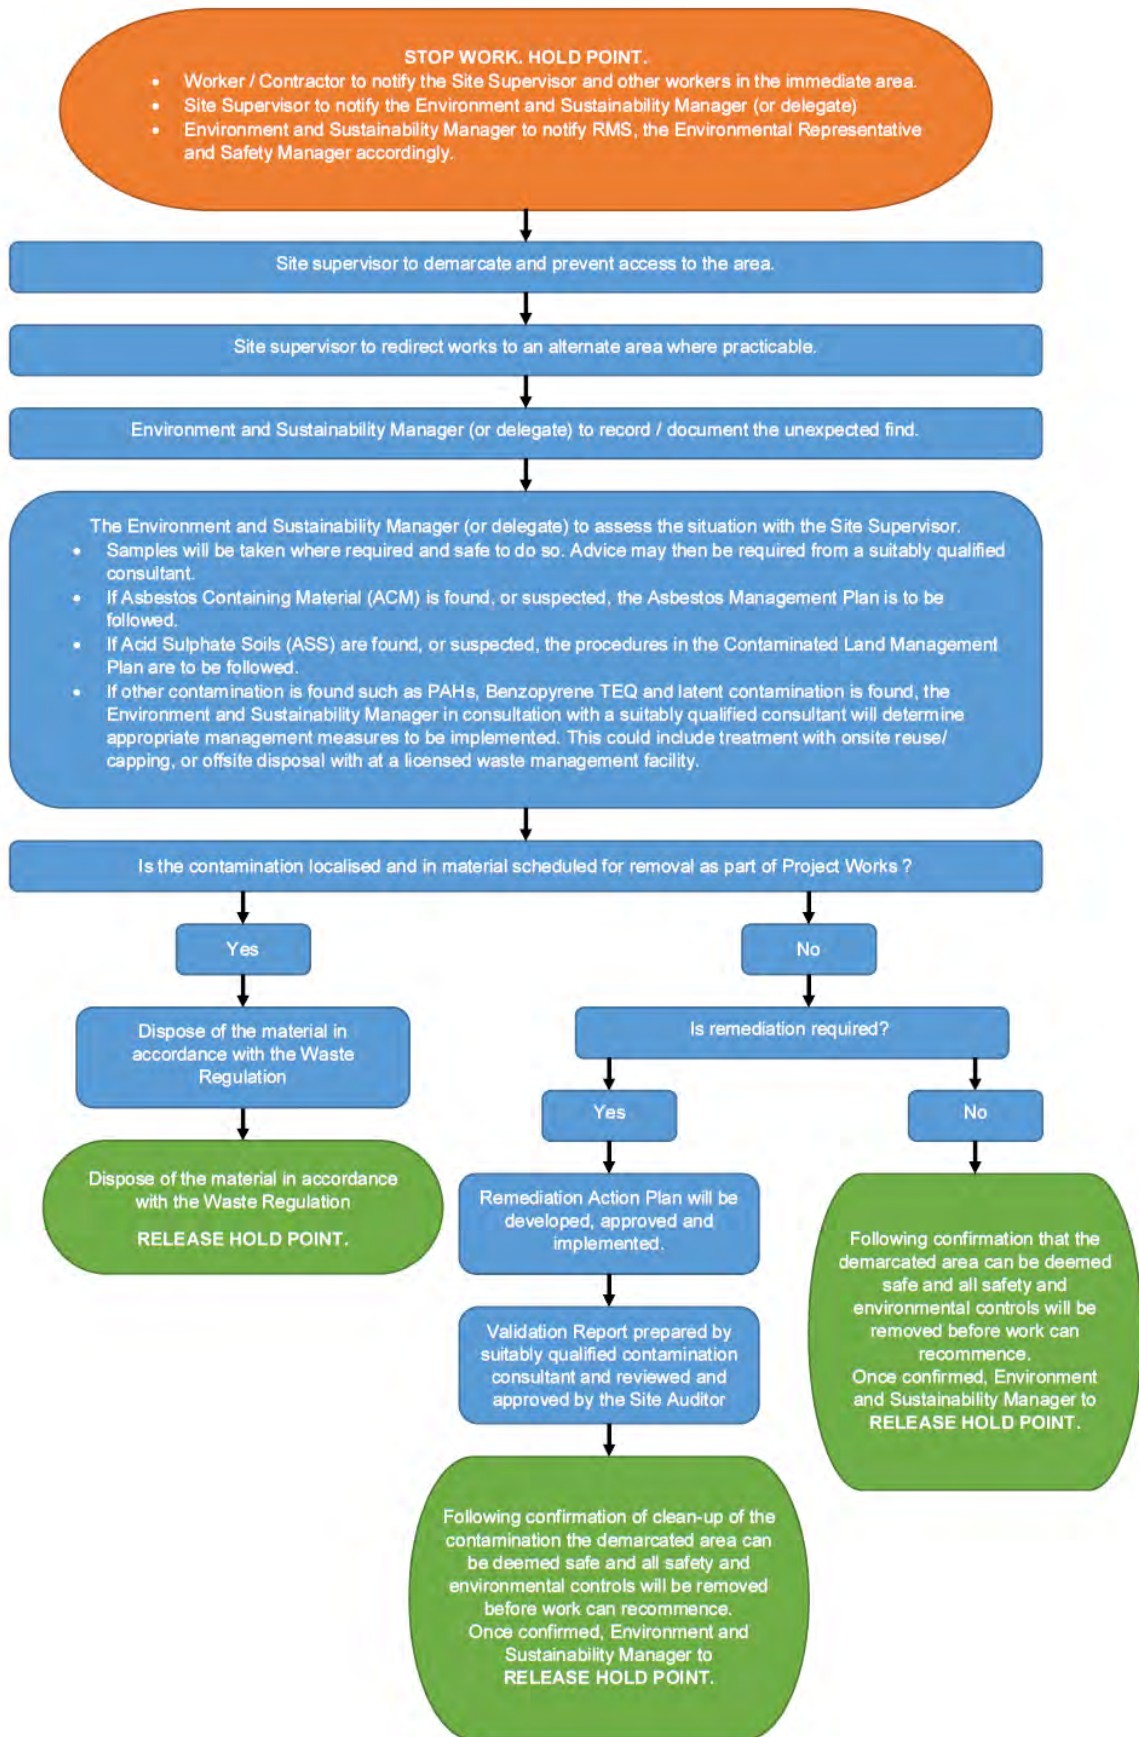 STOP WORK. HOLD POINT.
• Worker / Contractor to notify the Site Supervisor and other workers in the immediate area.
• Site Supervisor to notify the Environment and Sustainability Manager (or delegate)
• Environment and Sustainability Manager to notify RMS, the Environmental Representative
and Safety Manager accordingly.
Site supervisor to demarcate and prevent access to the area.
Site supervisor to redirect works to an alternate area where practicable.
Environment and Sustainability Manager (or delegate) to record / document the unexpected find.
The Environment and Sustainability Manager (or delegate) to assess the situation with the Site Supervisor.
• Samples will be taken where required and safe to do so. Advice may then be required from a suitably qualified
consultant.
• If Asbestos Containing Material (ACM) is found, or suspected, the Asbestos Management Plan is to be
followed.
• If Acid Sulphate Soils (ASS) are found, or suspected, the procedures in the Contaminated Land Management
Plan are to be followed.
• If other contamination is found such as PAHs, Benzopyrene TEQ and latent contamination is found, the
Environment and Sustainability Manager in consultation with a suitably qualified consultant will determine
appropriate management measures to be implemented. This could include treatment with onsite reuse/
capping, or offsite disposal with at a licensed waste management facility.
Is the contamination localised and in material scheduled for removal as part of Project Works ?
Yes
No
Dispose of the material in
accordance with the Waste
Regulation
Is remediation required?
Yes
No
Dispose of the material in accordance
with the Waste Regulation
RELEASE HOLD POINT.
Remediation Action Plan will be
developed, approved and
implemented.
Following confirmation that the
demarcated area can be deemed
safe and all safety and
environmental controls will be
removed before work can
recommence.
Once confirmed, Environment
and Sustainability Manager to
RELEASE HOLD POINT.
Validation Report prepared by
suitably qualified contamination
consultant and reviewed and
approved by the Site Auditor
Following confirmation of clean-up of the
contamination the demarcated area can
be deemed safe and all safety and
environmental controls will be removed
before work can recommence.
Once confirmed, Environment and
Sustainability Manager to
RELEASE HOLD POINT.